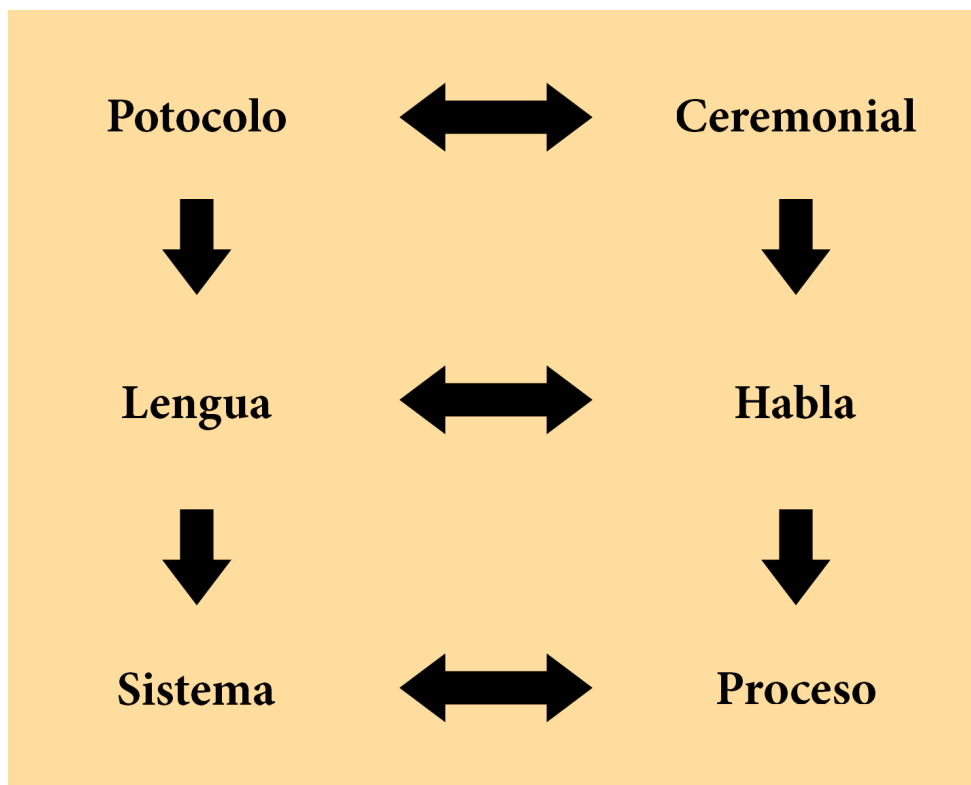 Potocolo
Ceremonial
Lengua
Habla
Sistema
Proceso